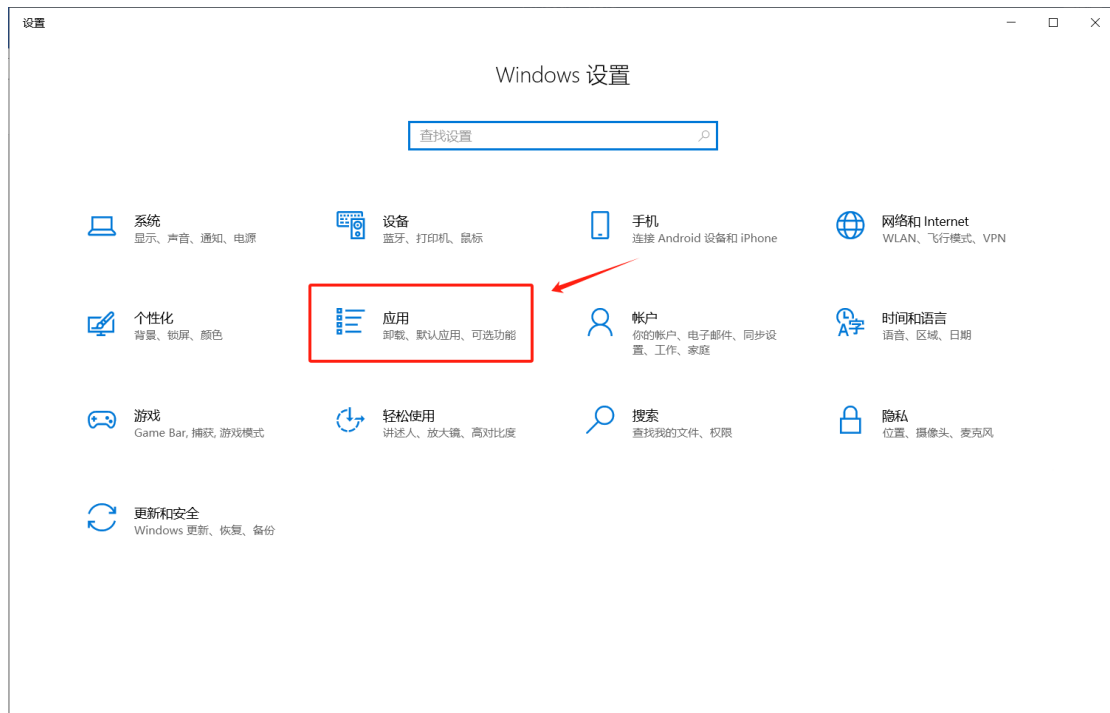 设置
Windows 设置
查找设置
系统
显示、声音、通知、电源
设备
蓝牙、打印机、鼠标
手机
连接 Android 设备和 iPhone
网络和 Internet
WLAN、飞行模式、VPN
个性化
背景、锁屏、颜色
应用
卸载、默认应用、可选功能
帐户
你的帐户、电子邮件、同步设
置、工作、家庭
时间和语言
语音、区域、日期
游戏
Game Bar, 捕获, 游戏模式
轻松使用
讲述人、放大镜、高对比度
搜索
查找我的文件、权限
隐私
位置、摄像头、麦克风
更新和安全
Windows 更新、恢复、备份